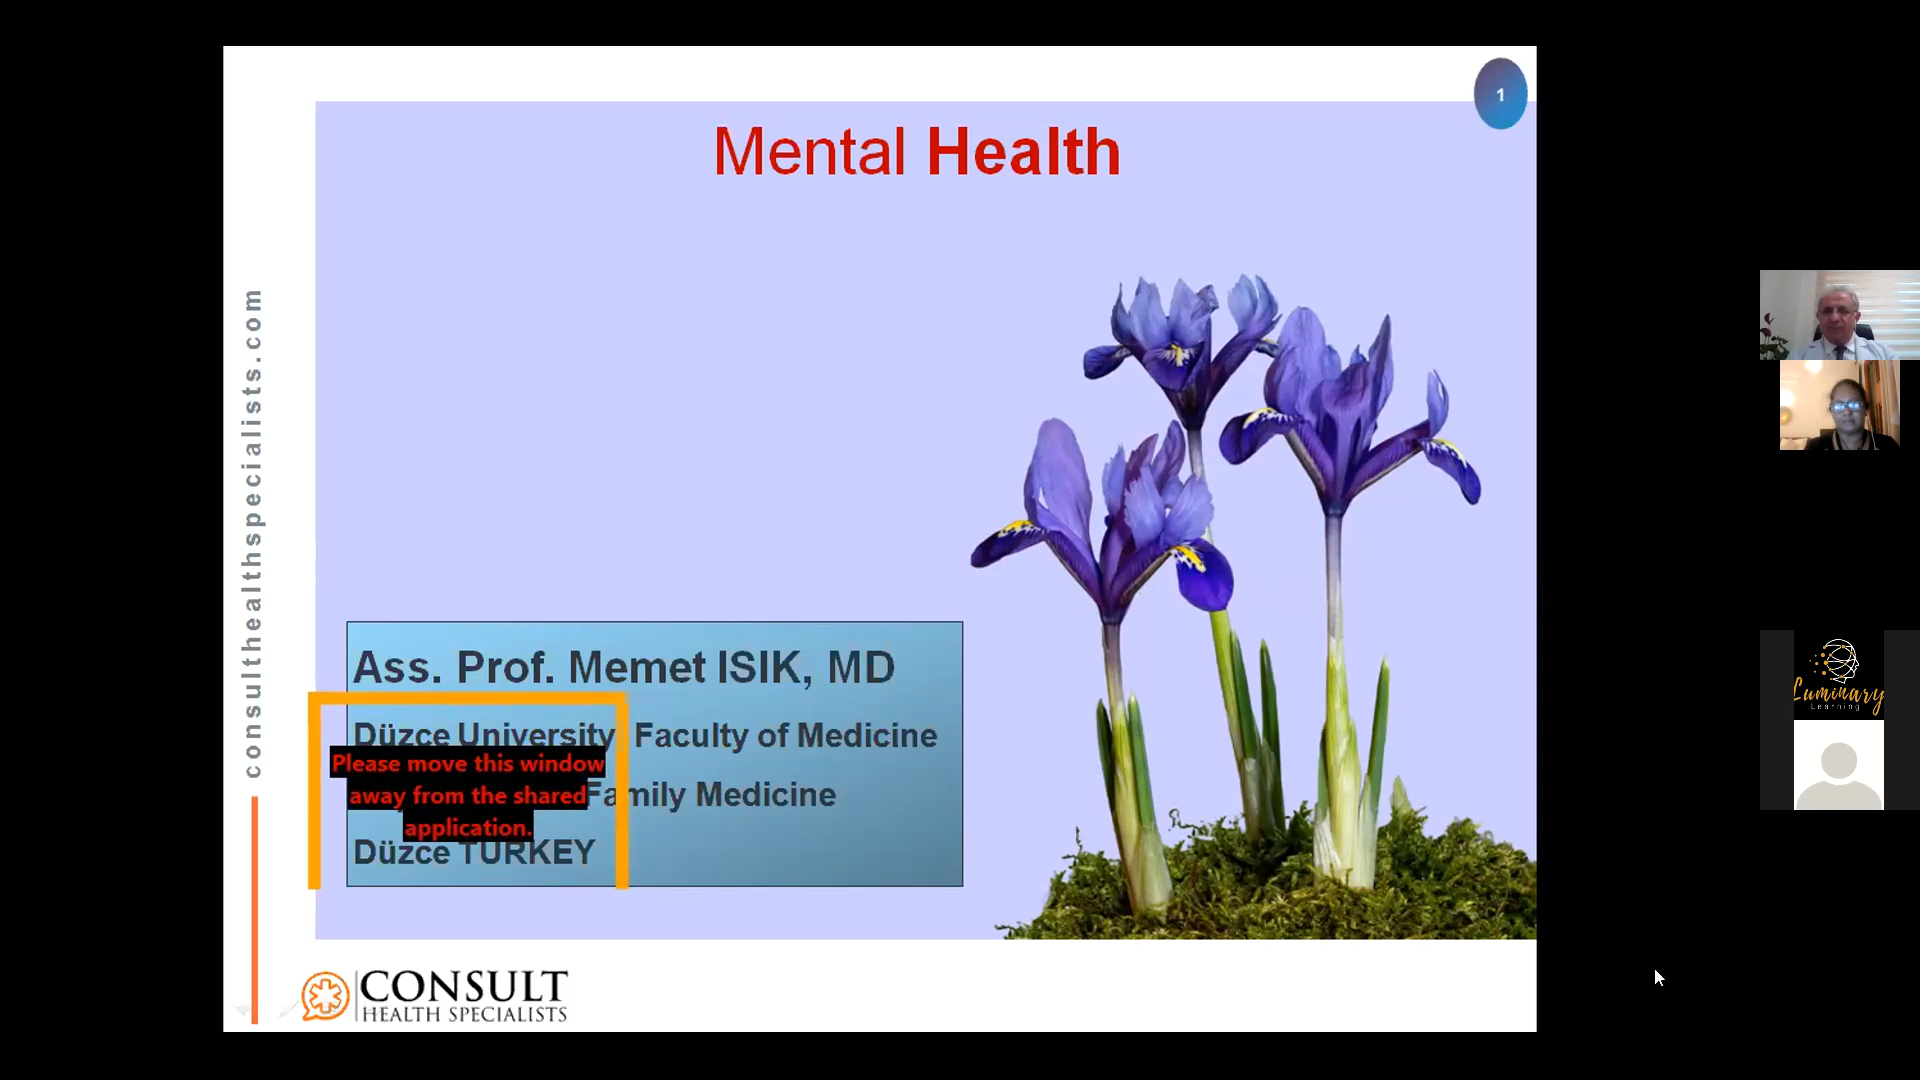 1
Mental Health
consulthealthspecialists.com
Ass. Prof. Memet ISIK, MD
Düzce University Faculty of Medicine
Please move this window
away from the shared
application.
Family Medicine
Düzce TURKEY
CONSULT
HEALTH SPECIALISTS
Luminary
Learning